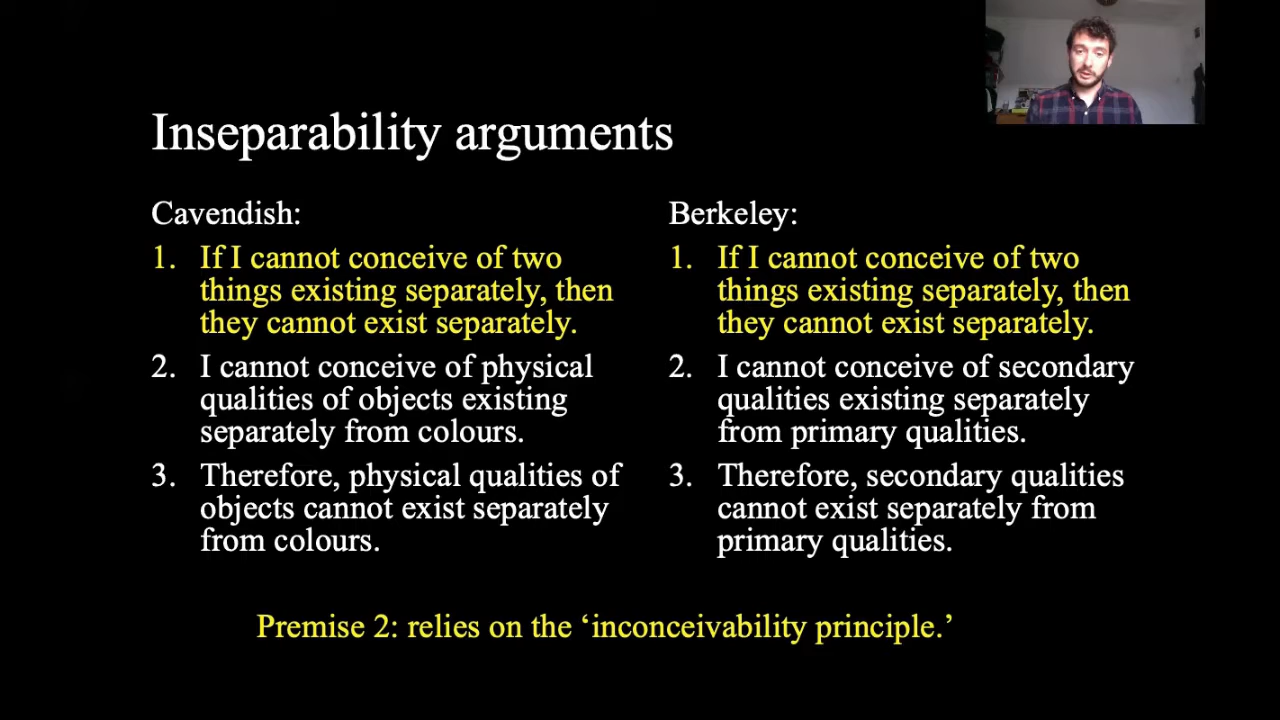 Inseparability arguments
Cavendish:
1. If I cannot conceive of two
things existing separately, then
they cannot exist separately.
2. I cannot conceive of physical
qualities of objects existing
separately from colours.
3. Therefore, physical qualities of
objects cannot exist separately
from colours.
Berkeley:
1. If I cannot conceive of two
things existing separately, then
they cannot exist separately.
2. I cannot conceive of secondary
qualities existing separately
from primary qualities.
3. Therefore, secondary qualities
cannot exist separately from
primary qualities.
Premise 2: relies on the ‘inconceivability principle.’